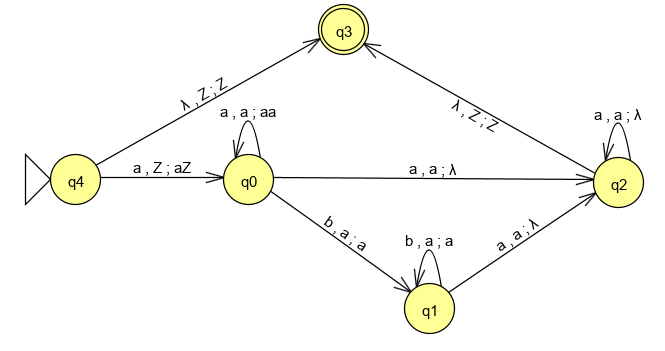 q3
λ , Z ; Z
λ , Z ; Z
a , a ; aa
a , a ; λ
a , Z ; aZ
a , a ; λ
q4
q0
q2
b , a ; a
b , a ; a
a , a ; λ
q1